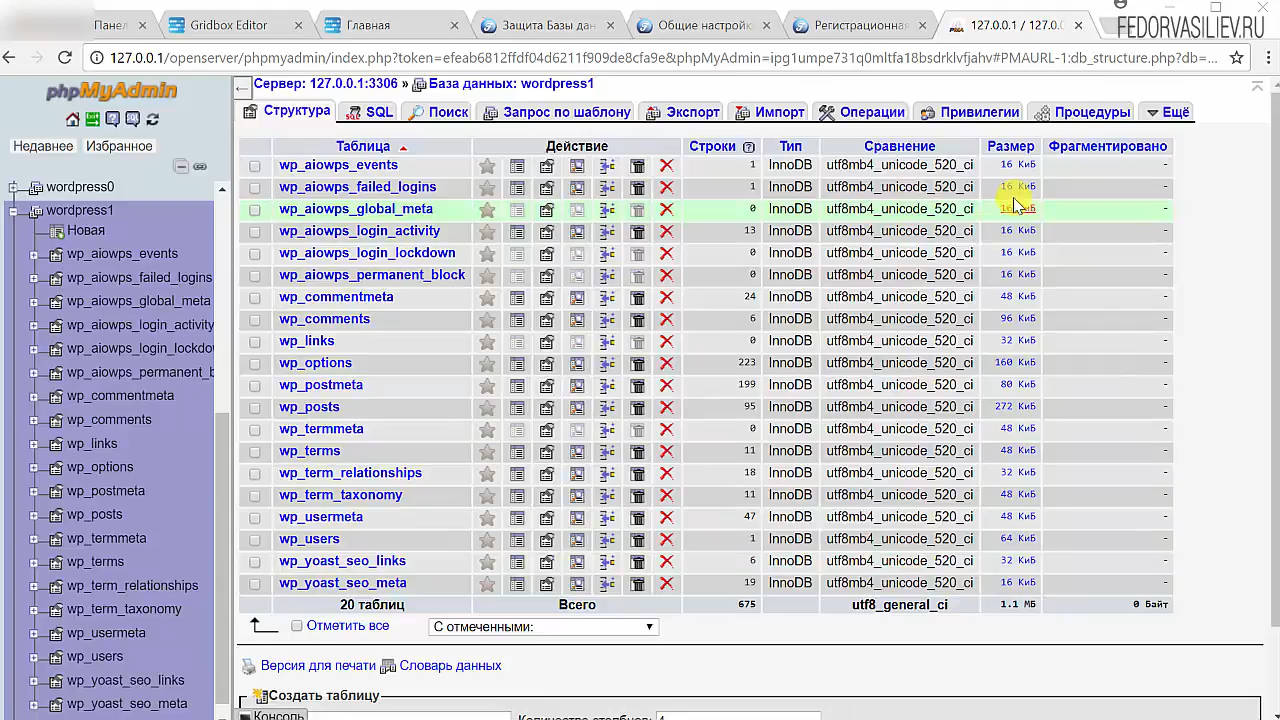 Панел
Gridbox Editor
Главная
Защита Базы дан
Общие настройк
Регистрационная
127.0.0.1 / 127.0.
FEDORVASILIEV.RU
127.0.0.1/openserver/phpmyadmin/index.php?token=efeab6812ffdf04d6211f909de8cfa9e&phpMyAdmin=ipg1umpe731q0mltfa18bsdrklvfjahv#PMAURL-1:db_structure.php?db=...
phpMyAdmin
Недавнее Избранное
wordpress0
wordpress1
Новая
wp_aiowps_events
wp_aiowps_failed_logins
wp_aiowps_global_meta
wp_aiowps_login_activity
wp_aiowps_login_lockdo
wp_aiowps_permanent_b
wp_commentmeta
wp_comments
wp_links
wp_options
wp_postmeta
wp_posts
wp_termmeta
wp_terms
wp_term_relationships
wp_term_taxonomy
wp_usermeta
wp_users
wp_yoast_seo_links
wp_yoast_seo_meta
Сервер: 127.0.0.1:3306 » База данных: wordpress1
Структура SQL Поиск Запрос по шаблону Экспорт Импорт Операции Привилегии Процедуры Ещё
Таблица Действие Строки Тип Сравнение Размер Фрагментировано
wp_aiowps_events 1 InnoDB utf8mb4_unicode_520_ci 16 КиБ -
wp_aiowps_failed_logins 1 InnoDB utf8mb4_unicode_520_ci 16 КиБ -
wp_aiowps_global_meta 0 InnoDB utf8mb4_unicode_520_ci 16 КиБ -
wp_aiowps_login_activity 13 InnoDB utf8mb4_unicode_520_ci 16 КиБ -
wp_aiowps_login_lockdown 0 InnoDB utf8mb4_unicode_520_ci 16 КиБ -
wp_aiowps_permanent_block 0 InnoDB utf8mb4_unicode_520_ci 16 КиБ -
wp_commentmeta 24 InnoDB utf8mb4_unicode_520_ci 48 КиБ -
wp_comments 6 InnoDB utf8mb4_unicode_520_ci 96 КиБ -
wp_links 0 InnoDB utf8mb4_unicode_520_ci 32 КиБ -
wp_options 223 InnoDB utf8mb4_unicode_520_ci 160 КиБ -
wp_postmeta 199 InnoDB utf8mb4_unicode_520_ci 80 КиБ -
wp_posts 95 InnoDB utf8mb4_unicode_520_ci 272 КиБ -
wp_termmeta 0 InnoDB utf8mb4_unicode_520_ci 48 КиБ -
wp_terms 11 InnoDB utf8mb4_unicode_520_ci 48 КиБ -
wp_term_relationships 18 InnoDB utf8mb4_unicode_520_ci 32 КиБ -
wp_term_taxonomy 11 InnoDB utf8mb4_unicode_520_ci 48 КиБ -
wp_usermeta 47 InnoDB utf8mb4_unicode_520_ci 48 КиБ -
wp_users 1 InnoDB utf8mb4_unicode_520_ci 64 КиБ -
wp_yoast_seo_links 6 InnoDB utf8mb4_unicode_520_ci 32 КиБ -
wp_yoast_seo_meta 19 InnoDB utf8mb4_unicode_520_ci 16 КиБ -
20 таблиц Всего 675 utf8_general_ci 1.1 МБ 0 Байт
Отметить все С отмеченными:
Версия для печати Словарь данных
Создать таблицу
Консоль
Количество столбцов: 4